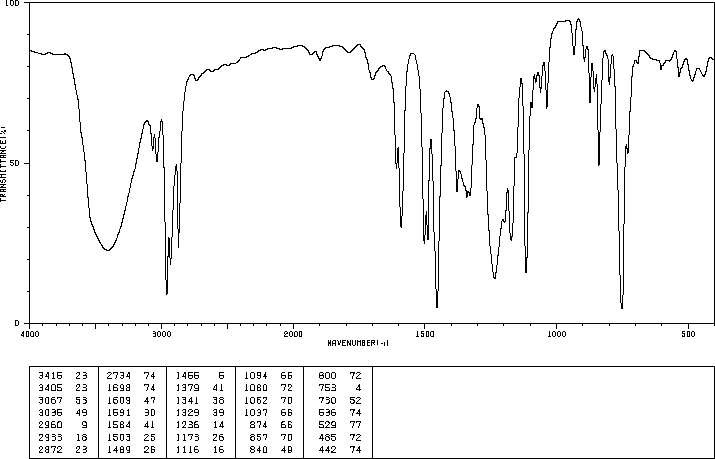 100
TRANSMITTANCE(%)
50
0
4000 3000 2000 1500 1000 500
WAVENUMBER(-1)
3416 23 2734 74 1456 5 1094 66 800 72
3405 23 1698 74 1379 41 1080 72 753 4
3067 53 1609 47 1341 38 1062 70 730 52
3036 49 1591 30 1329 39 1037 66 636 74
2960 9 1584 41 1236 14 874 66 529 77
2933 18 1503 25 1173 26 857 70 485 72
2872 23 1489 26 1116 16 840 49 442 74